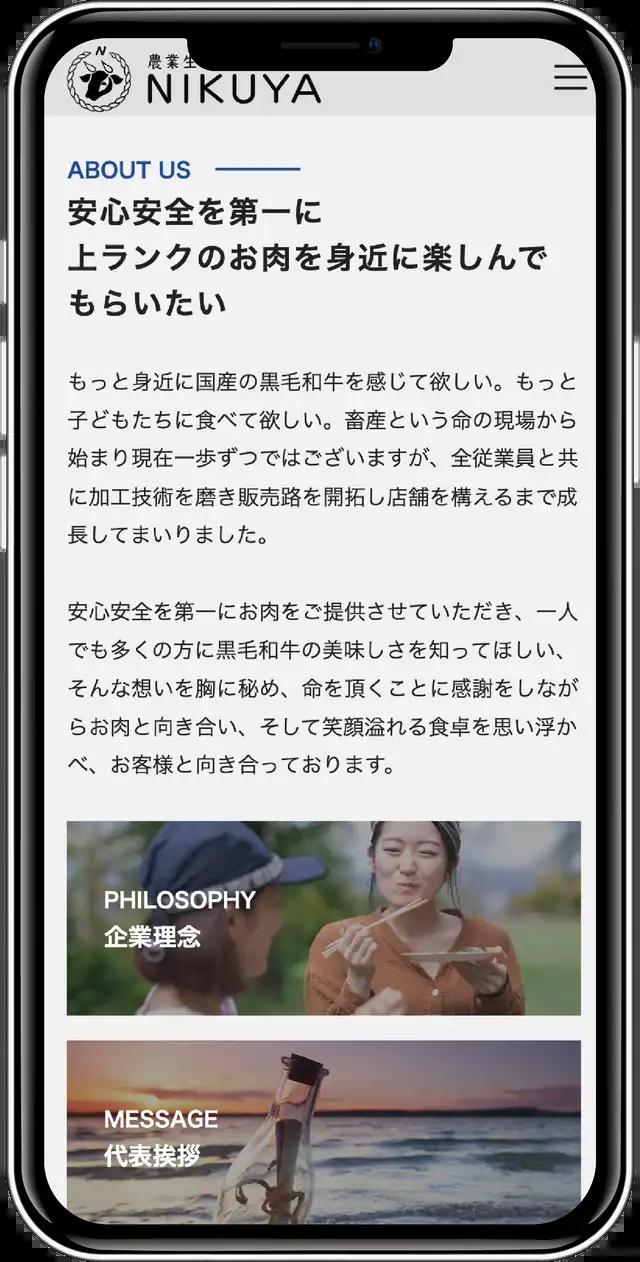 N
農業生
NIKUYA
ABOUT US
安心安全を第一に
上ランクのお肉を身近に楽しんで
もらいたい
もっと身近に国産の黒毛和牛を感じて欲しい。もっと
子どもたちに食べて欲しい。畜産という命の現場から
始まり現在一歩ずつではございますが、全従業員と共
に加工技術を磨き販売路を開拓し店舗を構えるまで成
長してまいりました。
安心安全を第一にお肉をご提供させていただき、一人
でも多くの方に黒毛和牛の美味しさを知ってほしい、
そんな想いを胸に秘め、命を頂くことに感謝をしなが
らお肉と向き合い、そして笑顔溢れる食卓を思い浮か
べ、お客様と向き合っております。
PHILOSOPHY
企業理念
MESSAGE
代表挨拶